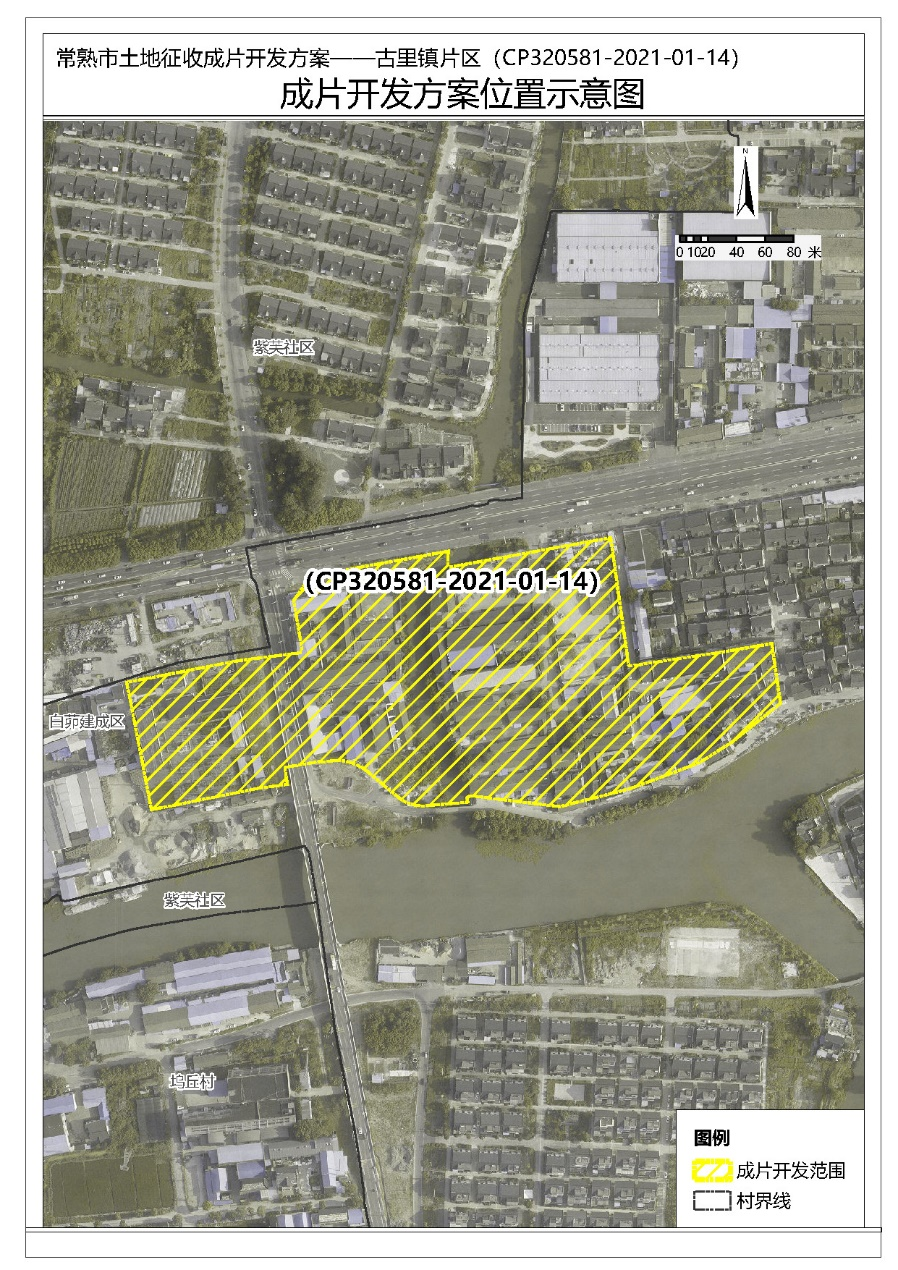 常熟市土地征收成片开发方案——古里镇片区（CP320581-2021-01-14）
成片开发方案位置示意图
N
0 1020 40 60 80 米
紫芙社区
（CP320581-2021-01-14）
白茆建成区
紫芙社区
坞丘村
图例
成片开发范围
村界线